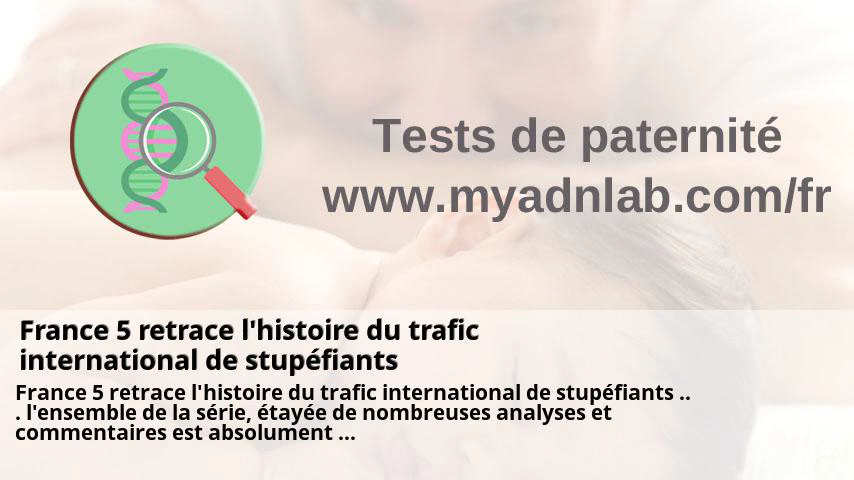 Tests de paternité
www.myadnlab.com/fr
France 5 retrace l'histoire du trafic
international de stupéfiants
France 5 retrace l'histoire du trafic international de stupéfiants ..
. l'ensemble de la série, étayée de nombreuses analyses et
commentaires est absolument ...